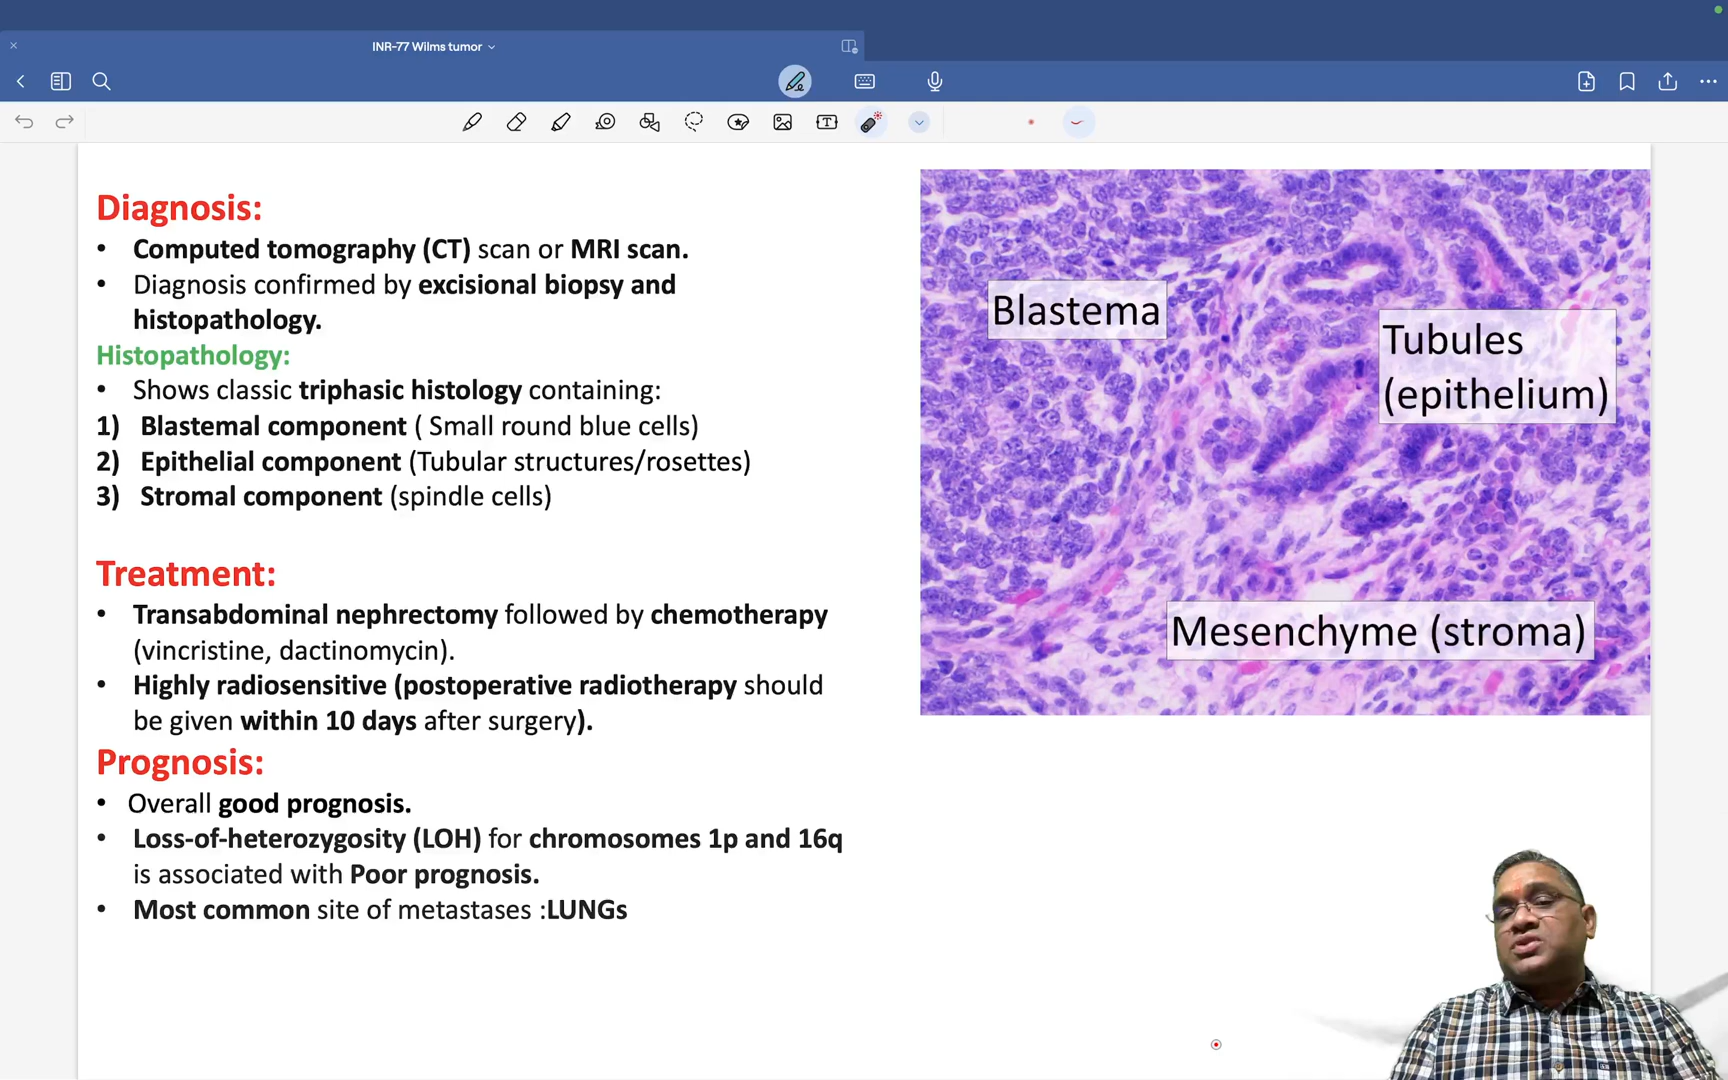 INR-77 Wilms tumor
Diagnosis:
• Computed tomography (CT) scan or MRI scan.
• Diagnosis confirmed by excisional biopsy and
histopathology.
Histopathology:
• Shows classic triphasic histology containing:
1) Blastemal component ( Small round blue cells)
2) Epithelial component (Tubular structures/rosettes)
3) Stromal component (spindle cells)
Treatment:
• Transabdominal nephrectomy followed by chemotherapy
(vincristine, dactinomycin).
• Highly radiosensitive (postoperative radiotherapy should
be given within 10 days after surgery).
Prognosis:
• Overall good prognosis.
• Loss-of-heterozygosity (LOH) for chromosomes 1p and 16q
is associated with Poor prognosis.
• Most common site of metastases :LUNGs
Blastema
Tubules
(epithelium)
Mesenchyme (stroma)